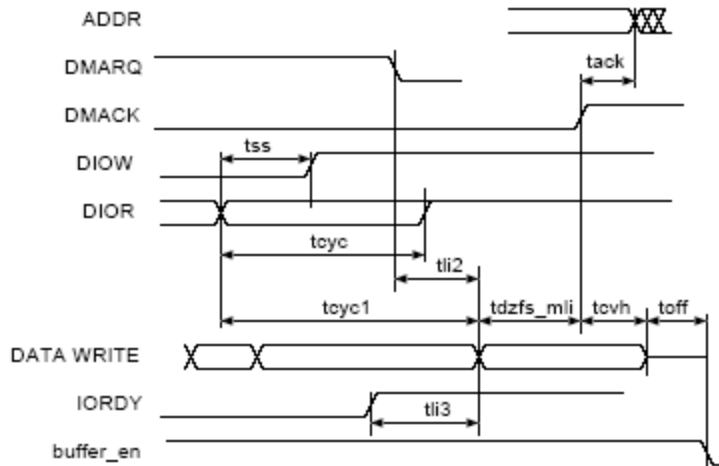 ADDR
DMARQ
tack
DMACK
tss
DIOW
DIOR
tcyc
tli2
tcyc1 tdzfs_mli tcvh toff
DATA WRITE
IORDY
tli3
buffer_en